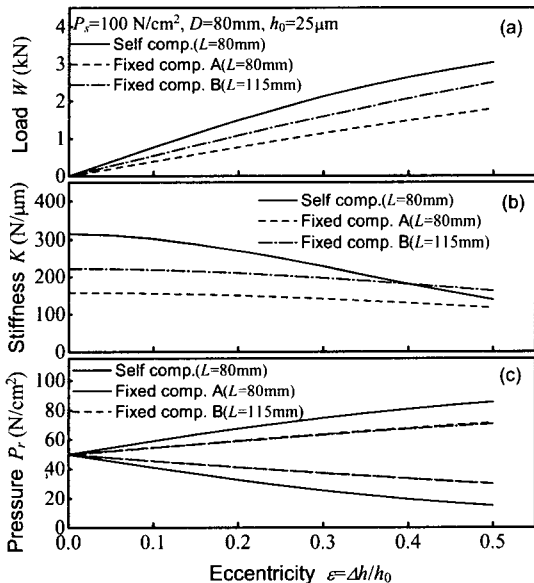 P_s=100 N/cm², D=80mm, h_0=25μm
(a)
Self comp.(L=80mm)
Fixed comp. A(L=80mm)
Fixed comp. B(L=115mm)
Load W (kN)
4
3
2
1
0
(b)
Self comp.(L=80mm)
Fixed comp. A(L=80mm)
Fixed comp. B(L=115mm)
Stiffness K (N/μm)
400
300
200
100
0
(c)
Self comp.(L=80mm)
Fixed comp. A(L=80mm)
Fixed comp. B(L=115mm)
Pressure P_r (N/cm²)
100
80
60
40
20
0
0.0 0.1 0.2 0.3 0.4 0.5
Eccentricity ε=Δh/h_0